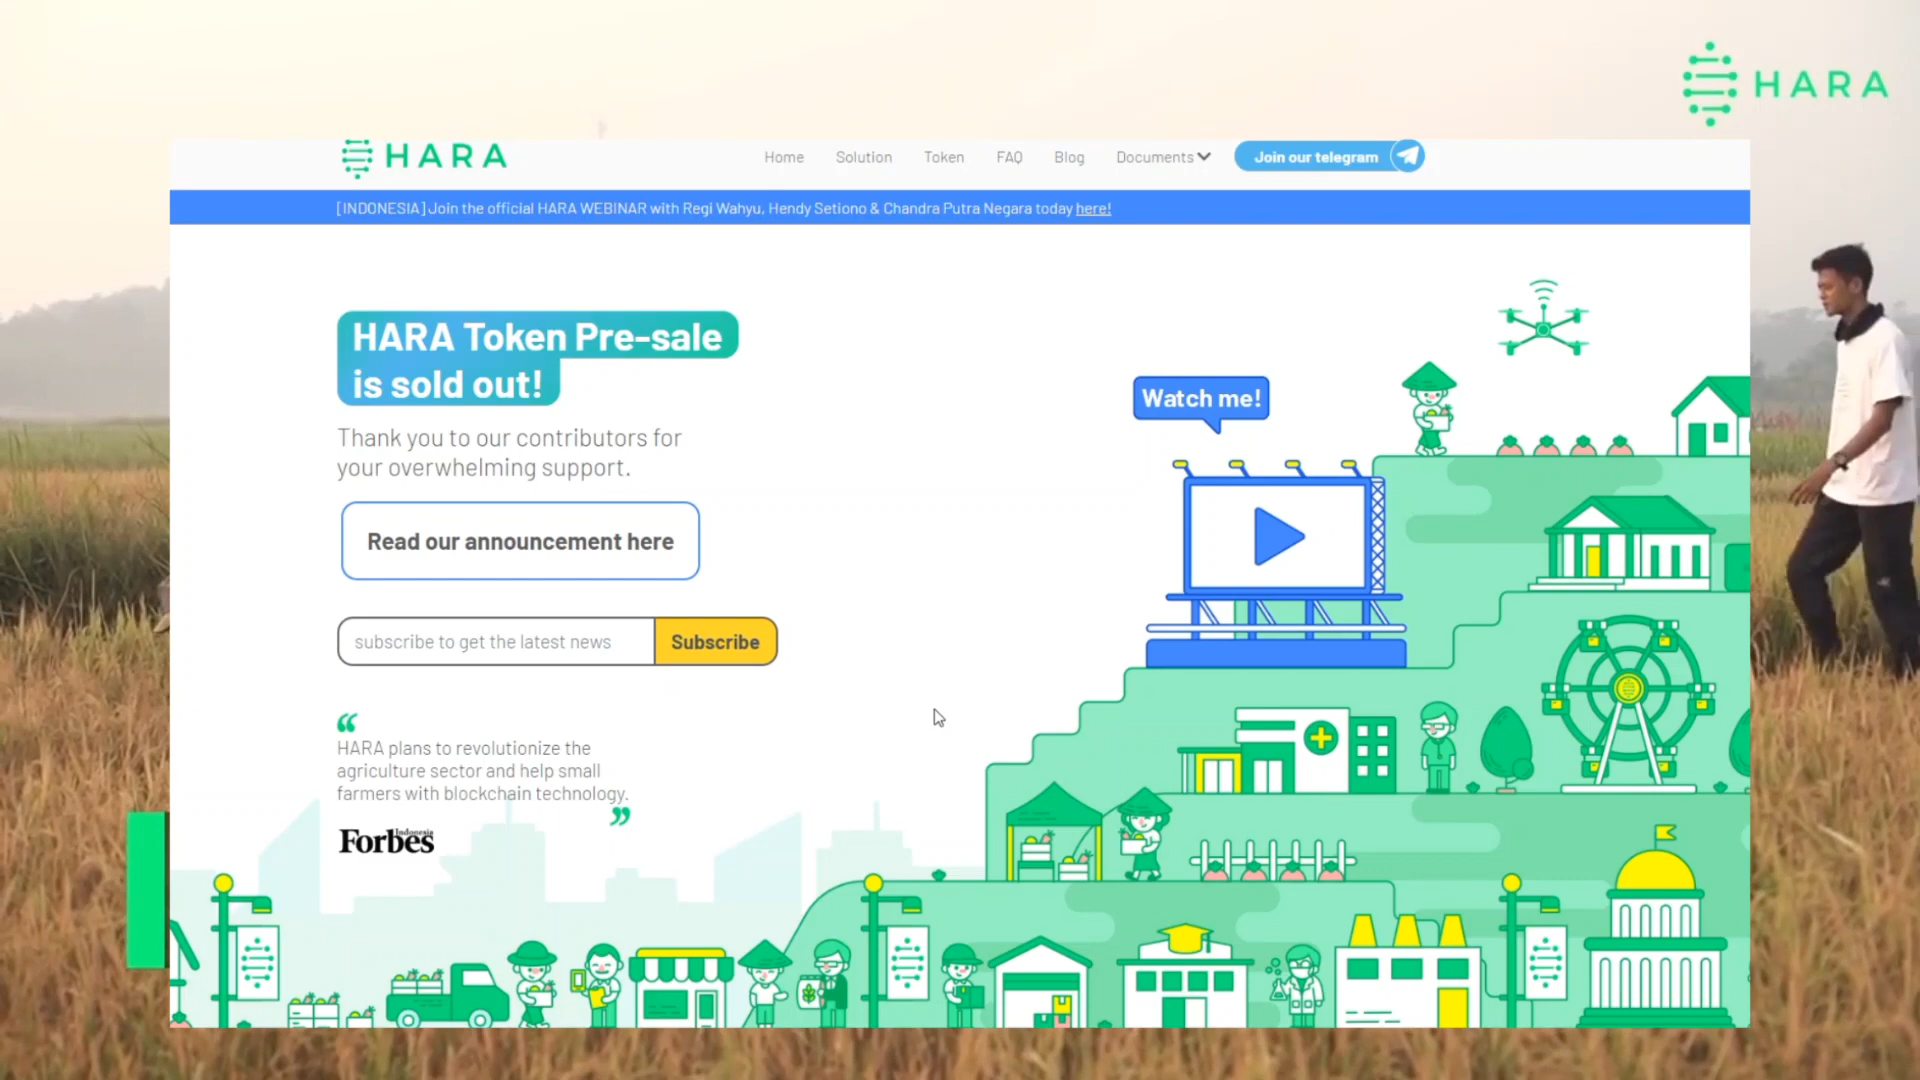 HARA
HARA
Home Solution Token FAQ Blog Documents Join our telegram
[INDONESIA] Join the official HARA WEBINAR with Regi Wahyu, Hendy Setiono & Chandra Putra Negara today here!
HARA Token Pre-sale
is sold out!
Thank you to our contributors for
your overwhelming support.
Read our announcement here
subscribe to get the latest news Subscribe
Watch me!
“
HARA plans to revolutionize the
agriculture sector and help small
farmers with blockchain technology.
”
Forbes Indonesia